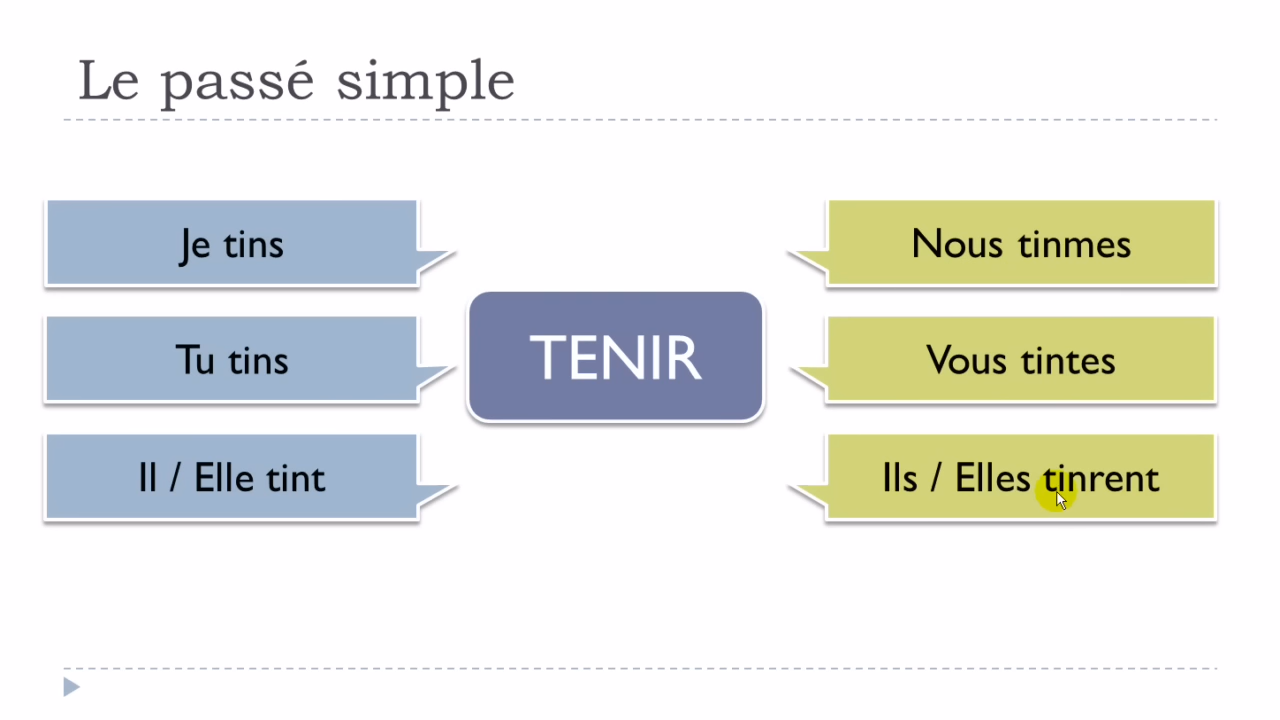 Le passé simple
Je tins
Tu tins
Il / Elle tint
TENIR
Nous tinmes
Vous tintes
Ils / Elles tinrent